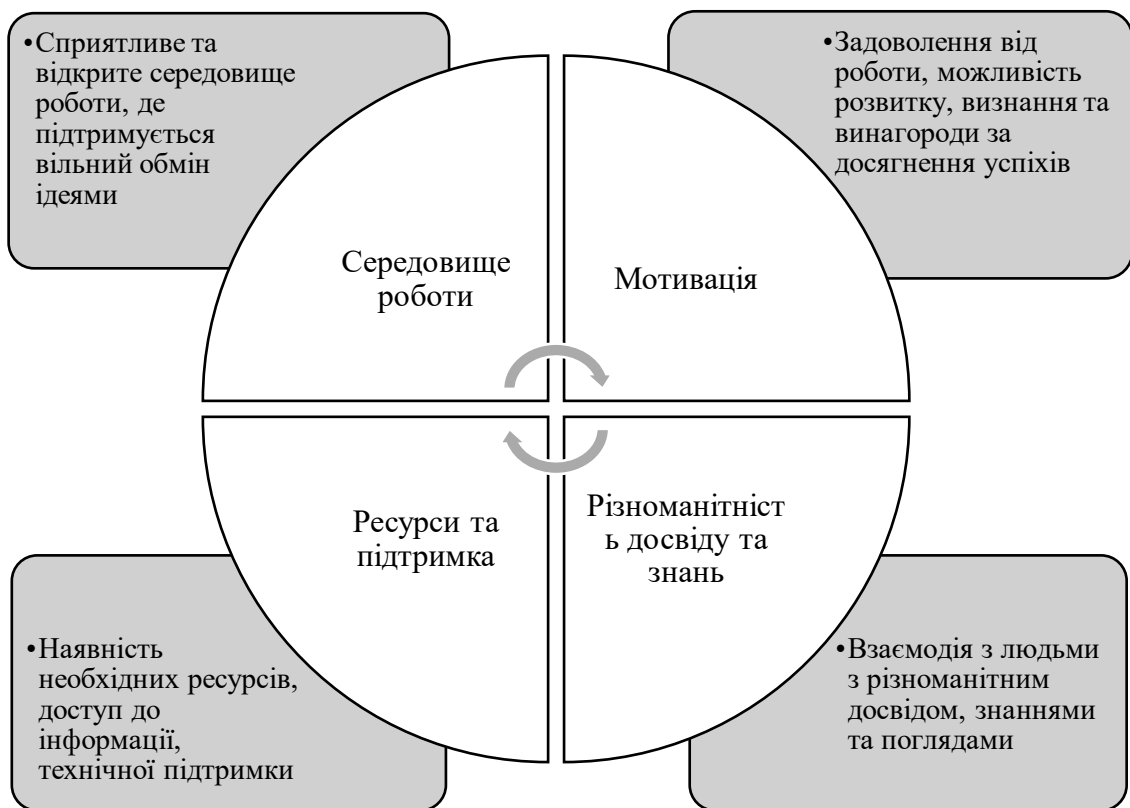 •Сприятливе та
відкрите середовище
роботи, де
підтримується
вільний обмін
ідеями
•Задоволення від
роботи, можливість
розвитку, визнання та
винагороди за
досягнення успіхів
Середовище
роботи
Мотивація
Ресурси та
підтримка
Різноманітніст
ь досвіду та
знань
•Наявність
необхідних ресурсів,
доступ до
інформації,
технічної підтримки
•Взаємодія з людьми
з різноманітним
досвідом, знаннями
та поглядами